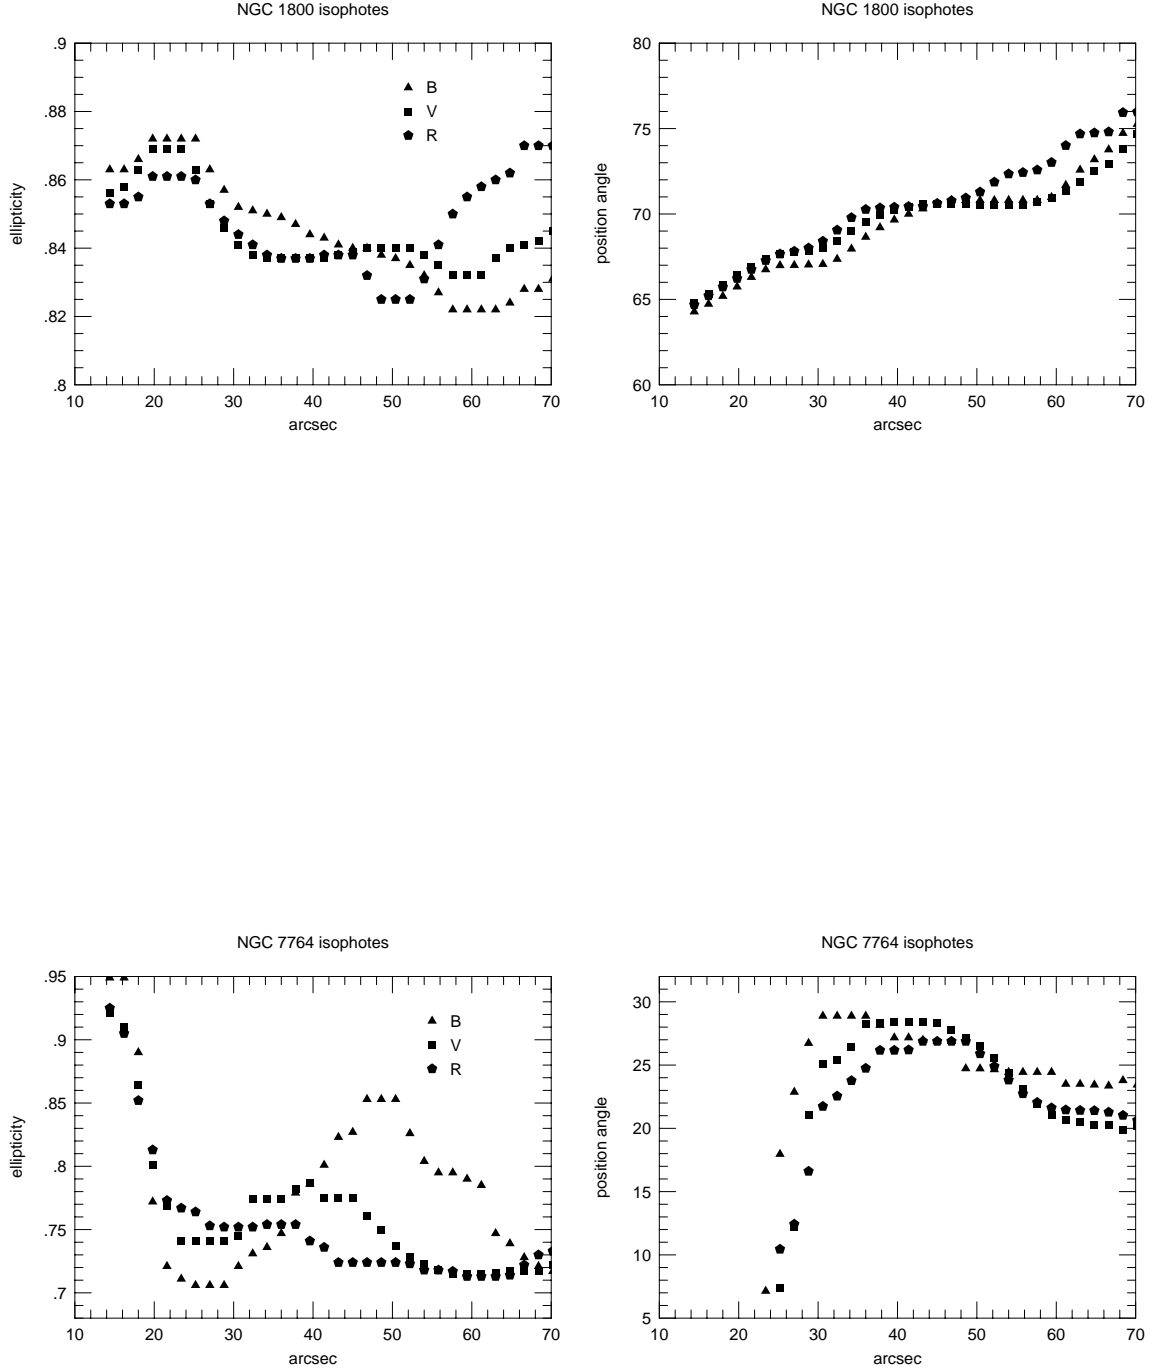 NGC 1800 isophotes
.9
.88
.86
.84
.82
.8
ellipticity
B
V
R
10 20 30 40 50 60 70
arcsec
NGC 1800 isophotes
80
75
70
65
60
position angle
10 20 30 40 50 60 70
arcsec
NGC 7764 isophotes
.95
.9
.85
.8
.75
.7
ellipticity
B
V
R
10 20 30 40 50 60 70
arcsec
NGC 7764 isophotes
30
25
20
15
10
5
position angle
10 20 30 40 50 60 70
arcsec